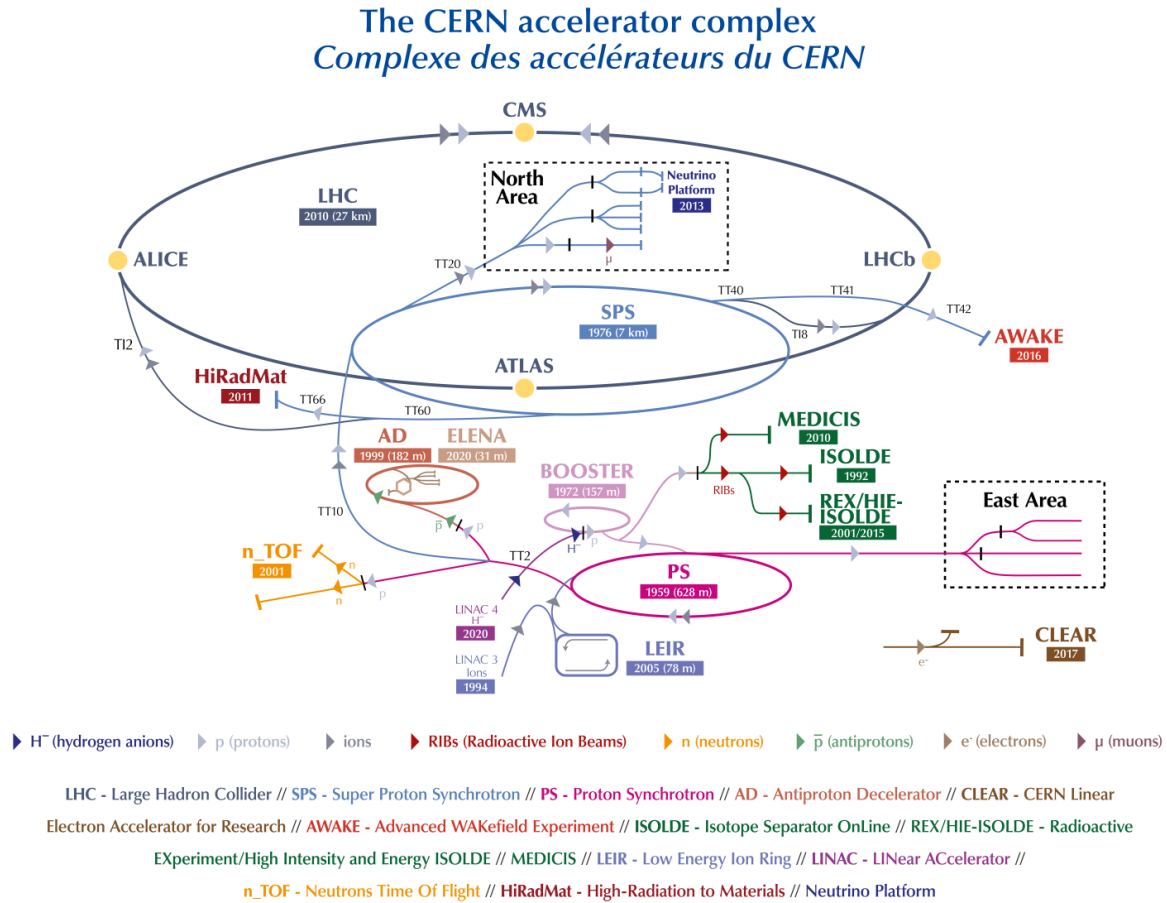 The CERN accelerator complex
Complexe des accélérateurs du CERN
CMS
North
Area
Neutrino
Platform
2013
LHC
2010 (27 km)
μ
ALICE
LHCb
TT20
TT40
TT41
TT42
SPS
1976 (7 km)
TI8
AWAKE
2016
TI2
ATLAS
HiRadMat
2011
TT66
TT60
MEDICIS
2010
AD
1999 (182 m)
ELENA
2020 (31 m)
ISOLDE
1992
BOOSTER
1972 (157 m)
RIBs
REX/HIE-
ISOLDE
2001/2015
East Area
TT10
p̅
p
H⁻
p
TT2
n_TOF
2001
n
n
p
PS
1959 (628 m)
LINAC 4
H⁻
2020
LINAC 3
Ions
1994
LEIR
2005 (78 m)
CLEAR
2017
e⁻
H⁻ (hydrogen anions)
p (protons)
ions
RIBs (Radioactive Ion Beams)
n (neutrons)
p̅ (antiprotons)
e⁻ (electrons)
μ (muons)
LHC - Large Hadron Collider // SPS - Super Proton Synchrotron // PS - Proton Synchrotron // AD - Antiproton Decelerator // CLEAR - CERN Linear
Electron Accelerator for Research // AWAKE - Advanced WAKefield Experiment // ISOLDE - Isotope Separator OnLine // REX/HIE-ISOLDE - Radioactive
EXperiment/High Intensity and Energy ISOLDE // MEDICIS // LEIR - Low Energy Ion Ring // LINAC - LINear ACcelerator //
n_TOF - Neutrons Time Of Flight // HiRadMat - High-Radiation to Materials // Neutrino Platform